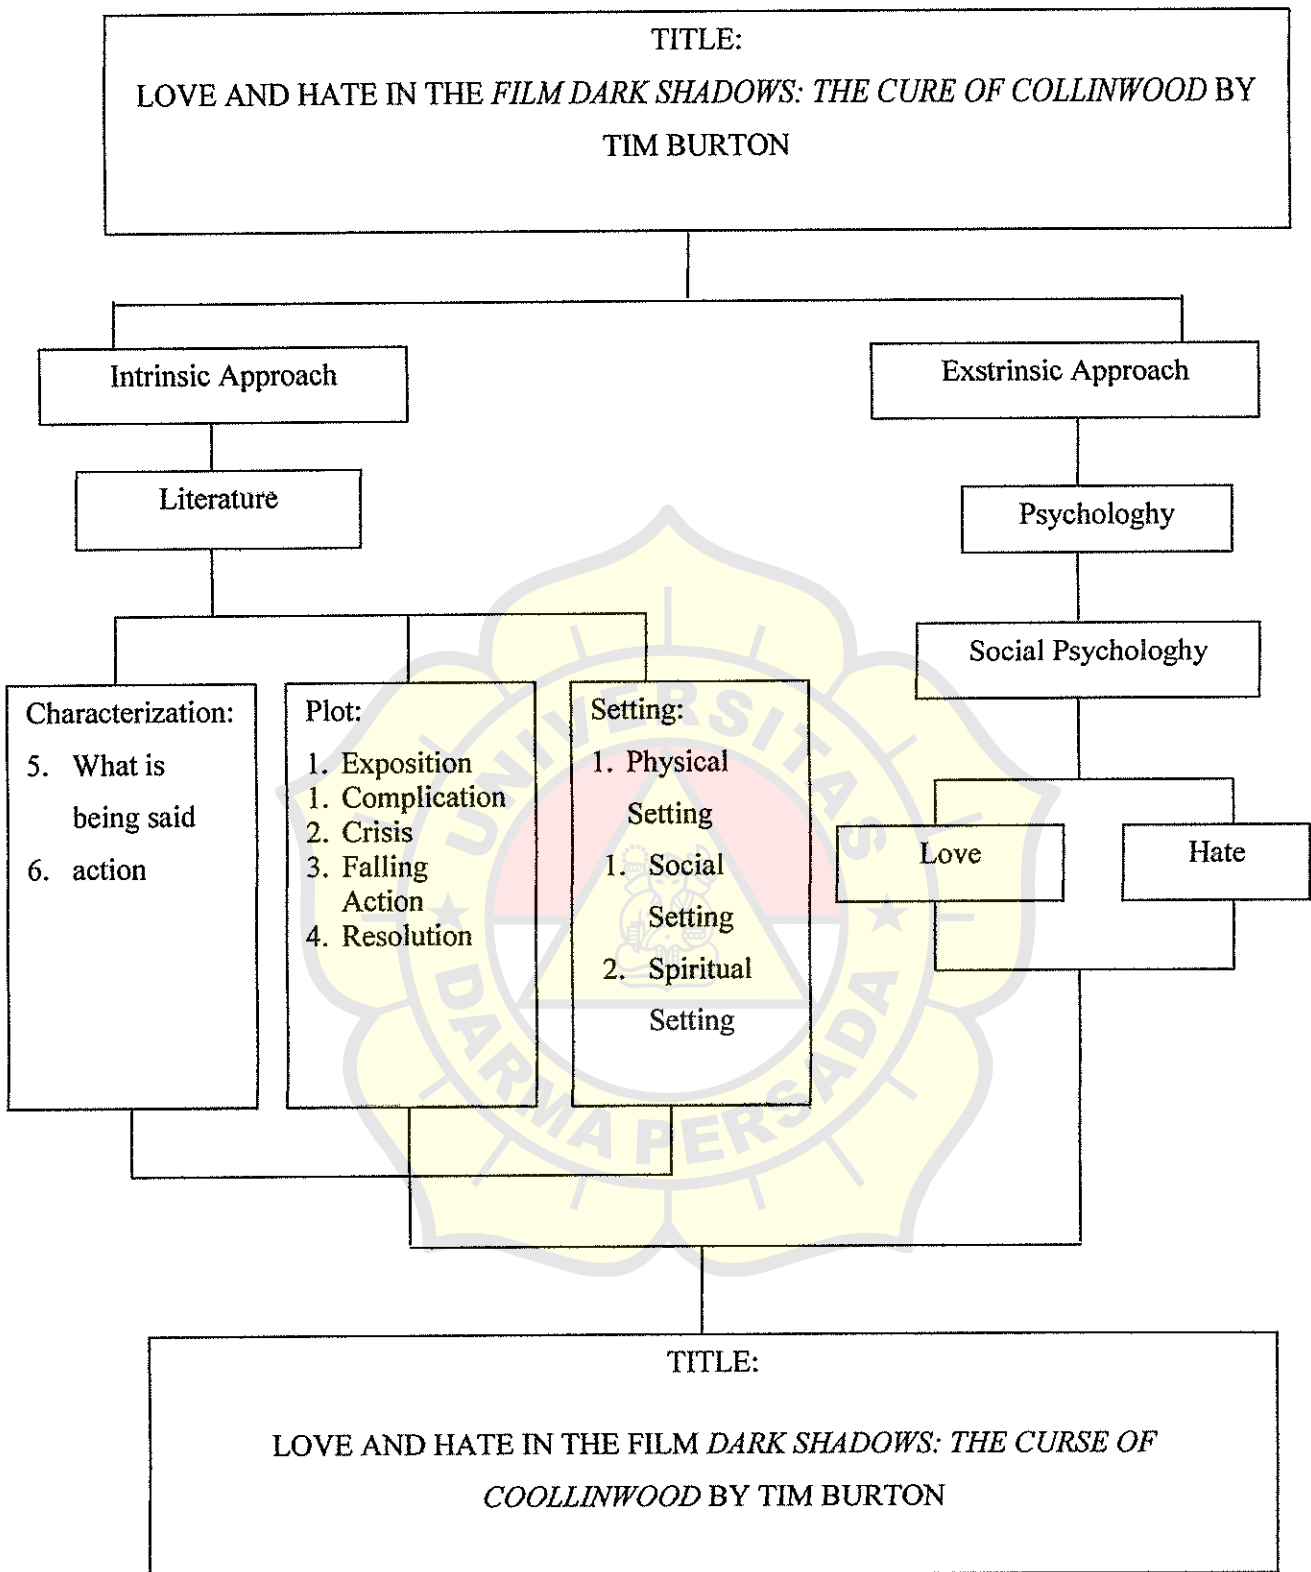 TITLE:
LOVE AND HATE IN THE FILM DARK SHADOWS: THE CURE OF COLLINWOOD BY
TIM BURTON
Intrinsic Approach
Exstrinsic Approach
Literature
Psychologhy
Social Psychologhy
Characterization:
5. What is
being said
6. action
Plot:
1. Exposition
1. Complication
2. Crisis
3. Falling
Action
4. Resolution
Setting:
1. Physical
Setting
1. Social
Setting
2. Spiritual
Setting
Love
Hate
UNIVERSITAS
DARMA PERSADA
TITLE:
LOVE AND HATE IN THE FILM DARK SHADOWS: THE CURSE OF
COOLLINWOOD BY TIM BURTON